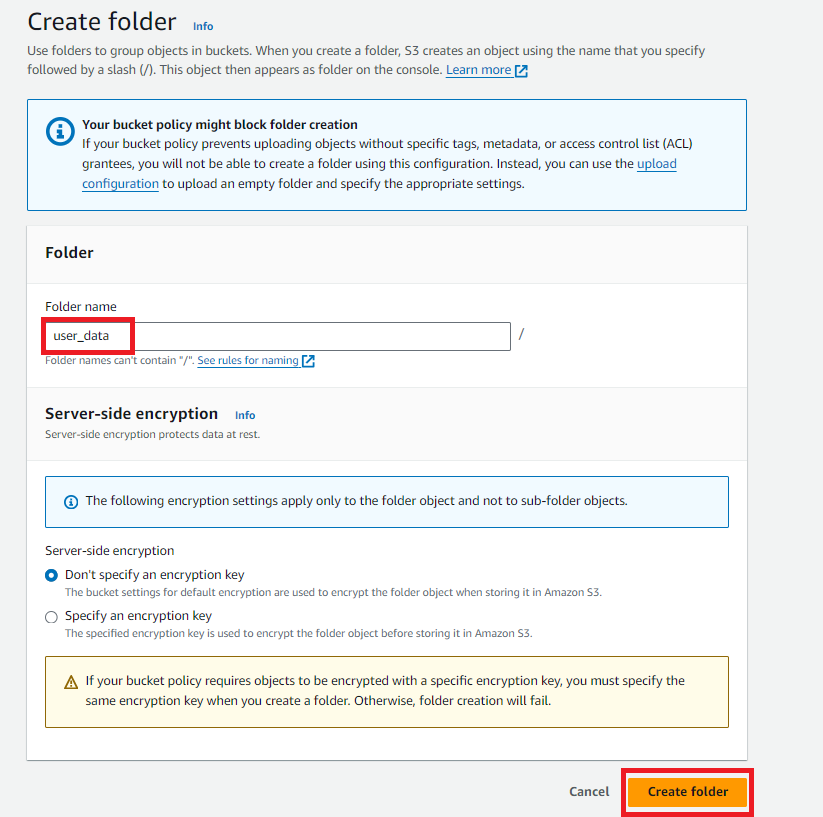 Create folder Info
Use folders to group objects in buckets. When you create a folder, S3 creates an object using the name that you specify
followed by a slash (/). This object then appears as folder on the console. Learn more
Your bucket policy might block folder creation
If your bucket policy prevents uploading objects without specific tags, metadata, or access control list (ACL)
grantees, you will not be able to create a folder using this configuration. Instead, you can use the upload
configuration to upload an empty folder and specify the appropriate settings.
Folder
Folder name
user_data /
Folder names can't contain "/". See rules for naming
Server-side encryption Info
Server-side encryption protects data at rest.
The following encryption settings apply only to the folder object and not to sub-folder objects.
Server-side encryption
Don't specify an encryption key
The bucket settings for default encryption are used to encrypt the folder object when storing it in Amazon S3.
Specify an encryption key
The specified encryption key is used to encrypt the folder object before storing it in Amazon S3.
If your bucket policy requires objects to be encrypted with a specific encryption key, you must specify the
same encryption key when you create a folder. Otherwise, folder creation will fail.
Cancel Create folder